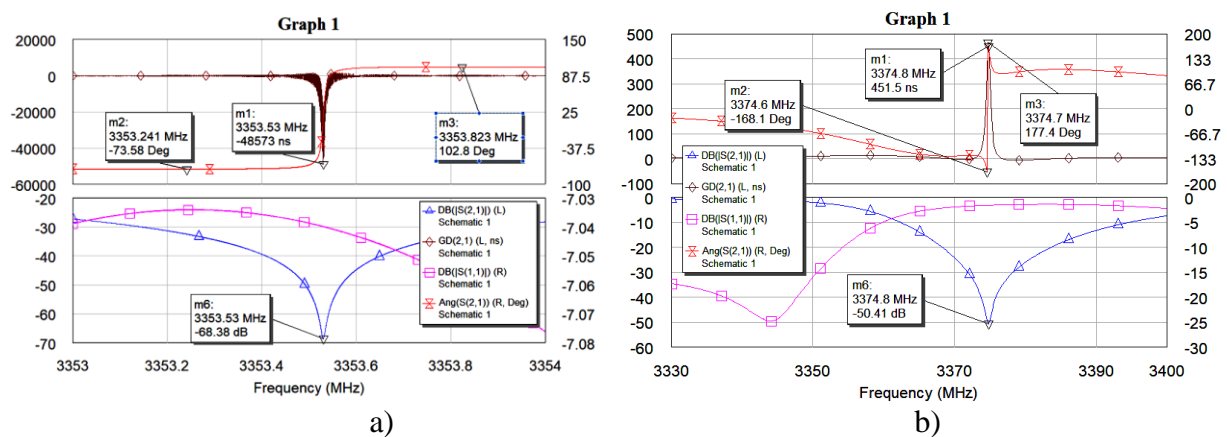 Graph 1
20000
0
-20000
-40000
-60000
150
87.5
25
-37.5
-100
m2:
3353.241 MHz
-73.58 Deg
m1:
3353.53 MHz
-48573 ns
m3:
3353.823 MHz
102.8 Deg
-20
-30
-40
-50
-60
-70
-7.03
-7.04
-7.05
-7.06
-7.07
-7.08
DB(|S(2,1)|) (L)
Schematic 1
GD(2,1) (L, ns)
Schematic 1
DB(|S(1,1)|) (R)
Schematic 1
Ang(S(2,1)) (R, Deg)
Schematic 1
m6:
3353.53 MHz
-68.38 dB
3353
3353.2
3353.4
3353.6
3353.8
3354
Frequency (MHz)
a)
Graph 1
500
400
300
200
100
0
-100
200
133
66.7
0
-66.7
-133
-200
m1:
3374.8 MHz
451.5 ns
m2:
3374.6 MHz
-168.1 Deg
m3:
3374.7 MHz
177.4 Deg
DB(|S(2,1)|) (L)
Schematic 1
GD(2,1) (L, ns)
Schematic 1
DB(|S(1,1)|) (R)
Schematic 1
Ang(S(2,1)) (R, Deg)
Schematic 1
0
-10
-20
-30
-40
-50
-60
0
-5
-10
-15
-20
-25
-30
m6:
3374.8 MHz
-50.41 dB
3330
3350
3370
3390
3400
Frequency (MHz)
b)